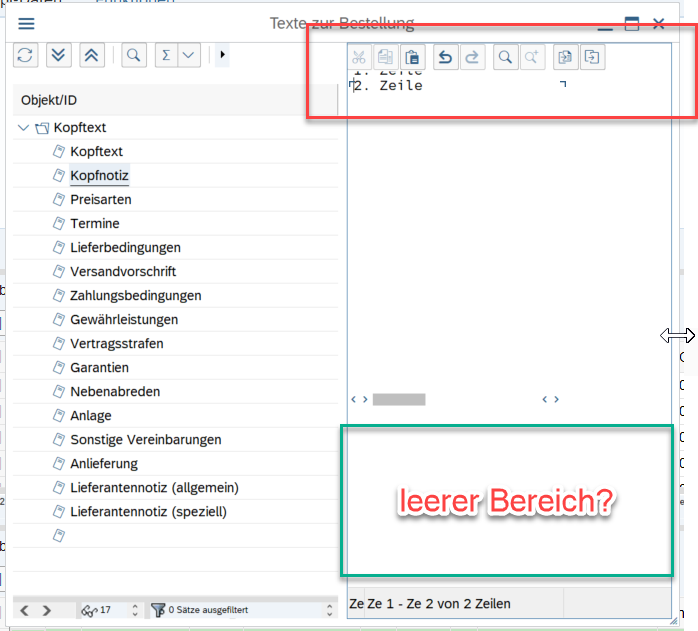 Texte zur Bestellung
Σ
1. Zeile
2. Zeile
Objekt/ID
Kopftext
Kopftext
Kopfnotiz
Preisarten
Termine
Lieferbedingungen
Versandvorschrift
Zahlungsbedingungen
Gewährleistungen
Vertragsstrafen
Garantien
Nebenabreden
Anlage
Sonstige Vereinbarungen
Anlieferung
Lieferantennotiz (allgemein)
Lieferantennotiz (speziell)
leerer Bereich?
17
0 Sätze ausgefiltert
Ze Ze 1 - Ze 2 von 2 Zeilen